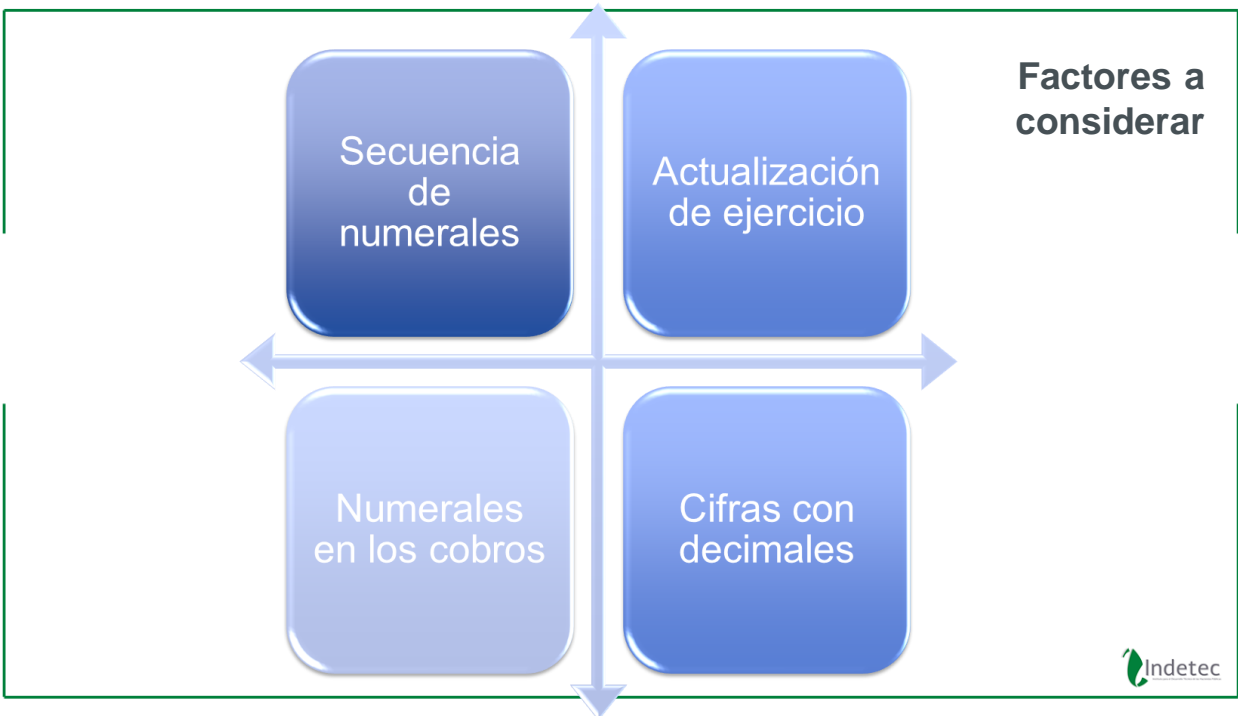 Factores a
considerar
Secuencia
de
numerales
Actualización
de ejercicio
Numerales
en los cobros
Cifras con
decimales
Indetec